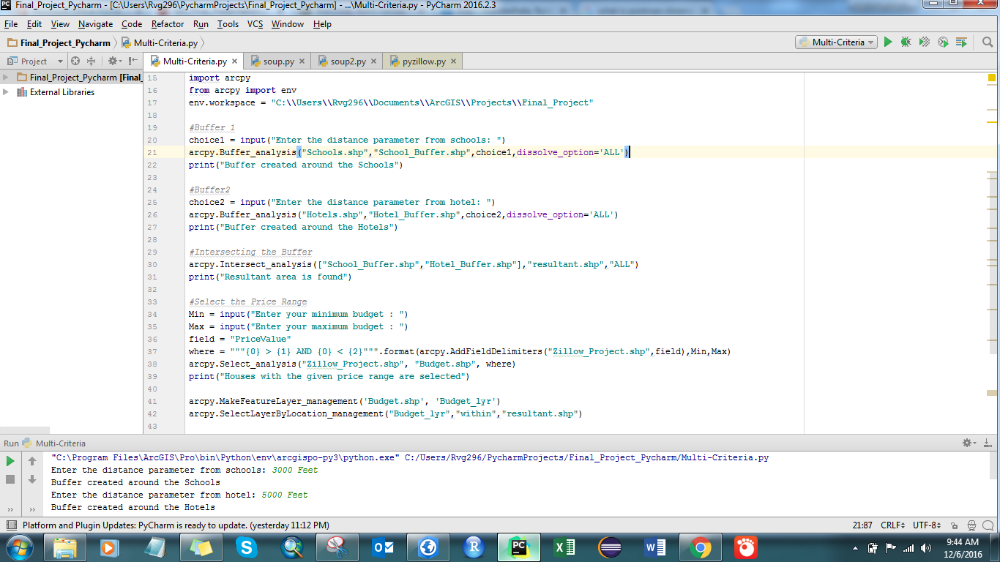 Final_Project_Pycharm - [C:\Users\Rvg296\PycharmProjects\Final_Project_Pycharm] - ...\Multi-Criteria.py - PyCharm 2016.2.3
File Edit View Navigate Code Refactor Run Tools VCS Window Help
Final_Project_Pycharm Multi-Criteria.py Multi-Criteria
Project Multi-Criteria.py soup.py soup2.py pyzillow.py
Final_Project_Pycharm [Final_
External Libraries
15 import arcpy
16 from arcpy import env
17 env.workspace = "C:\\Users\\Rvg296\\Documents\\ArcGIS\\Projects\\Final_Project"
18
19 #Buffer 1
20 choice1 = input("Enter the distance parameter from schools: ")
21 arcpy.Buffer_analysis("Schools.shp","School_Buffer.shp",choice1,dissolve_option='ALL')
22 print("Buffer created around the Schools")
23
24 #Buffer2
25 choice2 = input("Enter the distance parameter from hotel: ")
26 arcpy.Buffer_analysis("Hotels.shp","Hotel_Buffer.shp",choice2,dissolve_option='ALL')
27 print("Buffer created around the Hotels")
28
29 #Intersecting the Buffer
30 arcpy.Intersect_analysis(["School_Buffer.shp","Hotel_Buffer.shp"],"resultant.shp","ALL")
31 print("Resultant area is found")
32
33 #Select the Price Range
34 Min = input("Enter your minimum budget : ")
35 Max = input("Enter your maximum budget : ")
36 field = "PriceValue"
37 where = """{0} > {1} AND {0} < {2}""".format(arcpy.AddFieldDelimiters("Zillow_Project.shp",field),Min,Max)
38 arcpy.Select_analysis("Zillow_Project.shp", "Budget.shp", where)
39 print("Houses with the given price range are selected")
40
41 arcpy.MakeFeatureLayer_management('Budget.shp', 'Budget_lyr')
42 arcpy.SelectLayerByLocation_management("Budget_lyr","within","resultant.shp")
43
Run Multi-Criteria
"C:\Program Files\ArcGIS\Pro\bin\Python\env\arcgispo-py3\python.exe" C:/Users/Rvg296/PycharmProjects/Final_Project_Pycharm/Multi-Criteria.py
Enter the distance parameter from schools: 3000 Feet
Buffer created around the Schools
Enter the distance parameter from hotel: 5000 Feet
Buffer created around the Hotels
Platform and Plugin Updates: PyCharm is ready to update. (yesterday 11:12 PM) 21:87 CRLF UTF-8
9:44 AM
12/6/2016